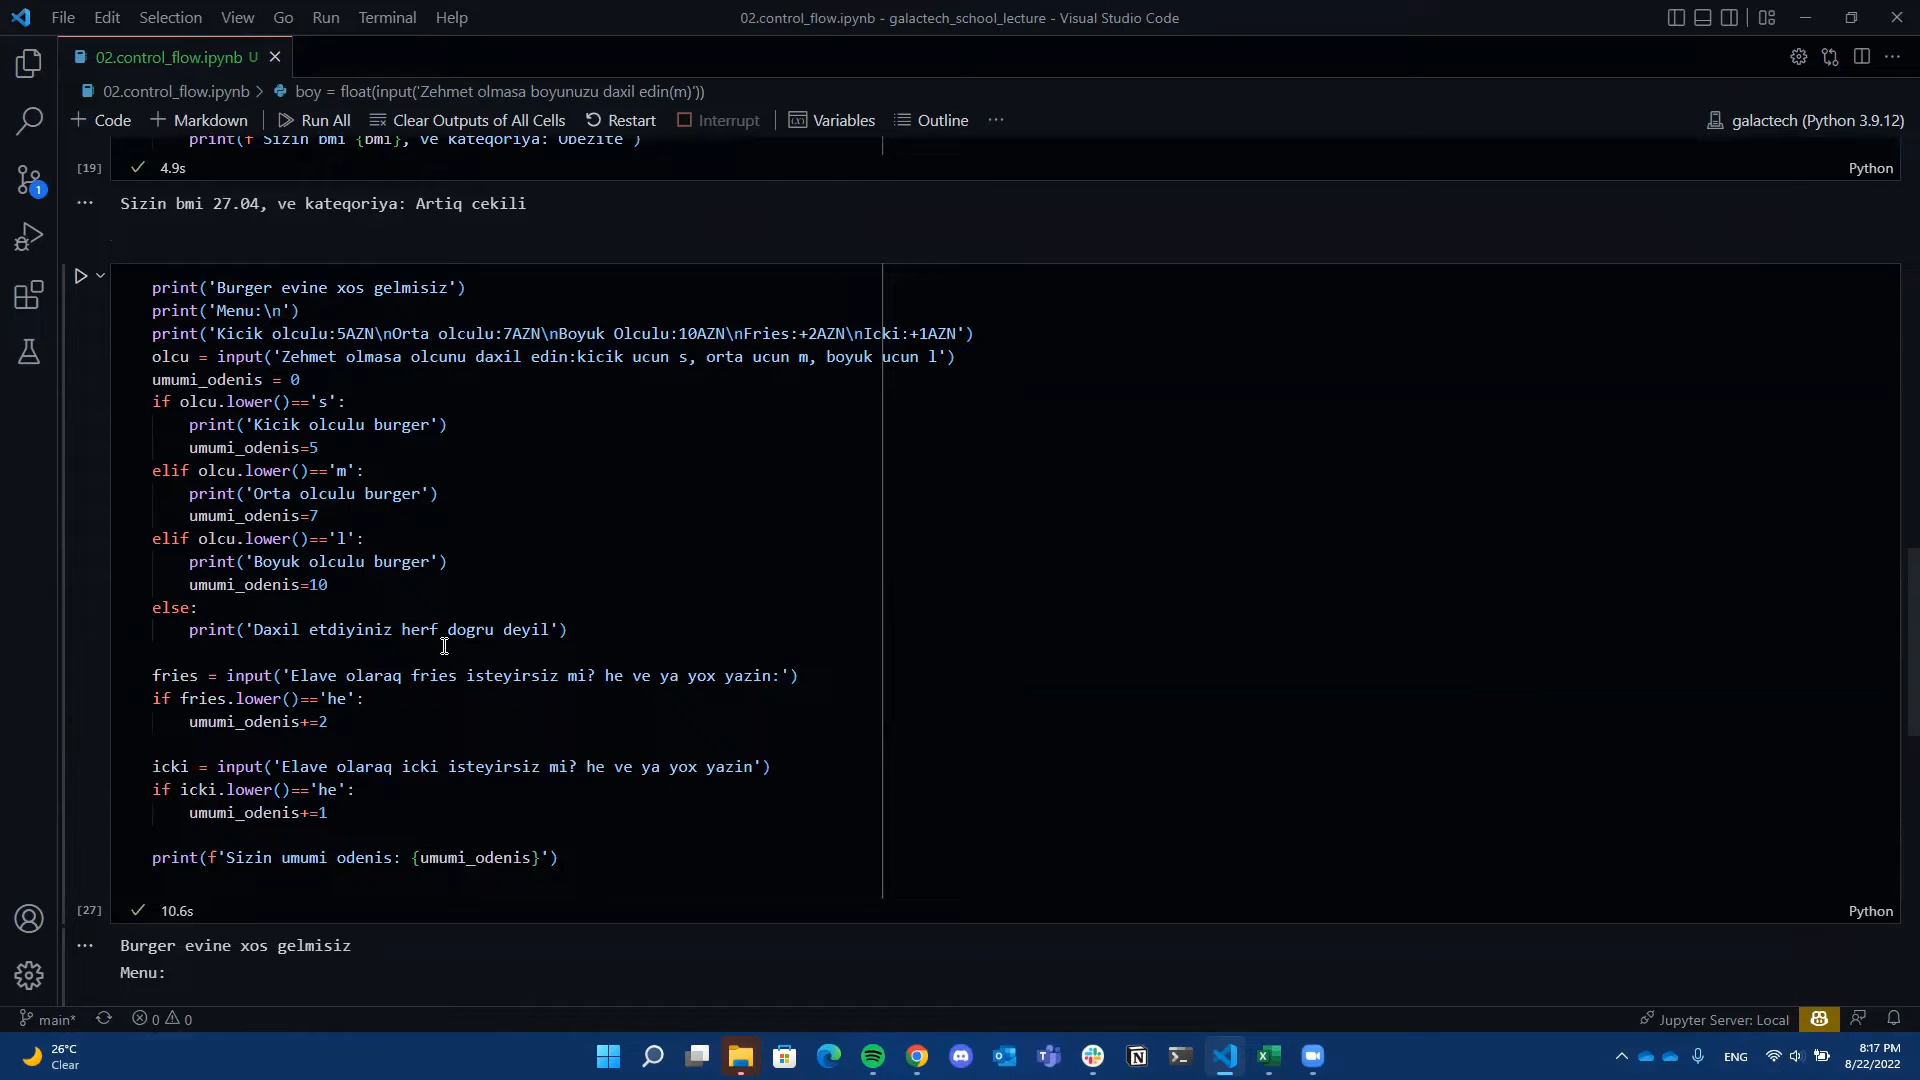 File Edit Selection View Go Run Terminal Help
02.control_flow.ipynb - galactech_school_lecture - Visual Studio Code
02.control_flow.ipynb U
02.control_flow.ipynb > boy = float(input('Zehmet olmasa boyunuzu daxil edin(m)'))
+ Code + Markdown Run All Clear Outputs of All Cells Restart Interrupt Variables Outline ...
galactech (Python 3.9.12)
print(f'Sizin bmi {bmi}, ve kateqoriya: Obezite')
[19] 4.9s Python
Sizin bmi 27.04, ve kateqoriya: Artiq cekili
print('Burger evine xos gelmisiz')
print('Menu:\n')
print('Kicik olculu:5AZN\nOrta olculu:7AZN\nBoyuk Olculu:10AZN\nFries:+2AZN\nIcki:+1AZN')
olcu = input('Zehmet olmasa olcunu daxil edin:kicik ucun s, orta ucun m, boyuk ucun l')
umumi_odenis = 0
if olcu.lower()=='s':
print('Kicik olculu burger')
umumi_odenis=5
elif olcu.lower()=='m':
print('Orta olculu burger')
umumi_odenis=7
elif olcu.lower()=='l':
print('Boyuk olculu burger')
umumi_odenis=10
else:
print('Daxil etdiyiniz herf dogru deyil')
fries = input('Elave olaraq fries isteyirsiz mi? he ve ya yox yazin:')
if fries.lower()=='he':
umumi_odenis+=2
icki = input('Elave olaraq icki isteyirsiz mi? he ve ya yox yazin')
if icki.lower()=='he':
umumi_odenis+=1
print(f'Sizin umumi odenis: {umumi_odenis}')
[27] 10.6s Python
Burger evine xos gelmisiz
Menu:
main* 0 0
Jupyter Server: Local
26°C
Clear
ENG
8:17 PM
8/22/2022
1